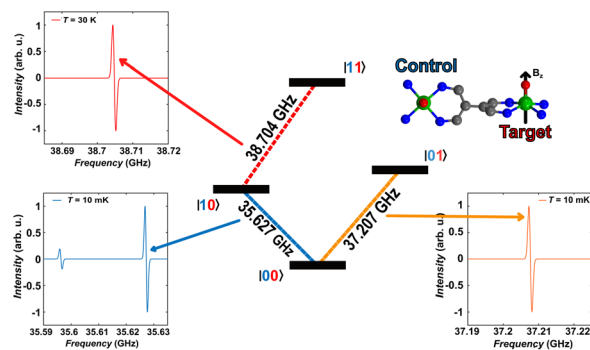 T = 30 K
1
0.5
0
-0.5
-1
Intensity (arb. u.)
38.69 38.7 38.71 38.72
Frequency (GHz)
|11⟩
38.704 GHz
Control
B_z
Target
|01⟩
|10⟩
35.627 GHz
37.207 GHz
|00⟩
T = 10 mK
1
0.5
0
-0.5
-1
Intensity (arb. u.)
35.59 35.6 35.61 35.62 35.63
Frequency (GHz)
T = 10 mK
1
0.5
0
-0.5
-1
Intensity (arb. u.)
37.19 37.2 37.21 37.22
Frequency (GHz)